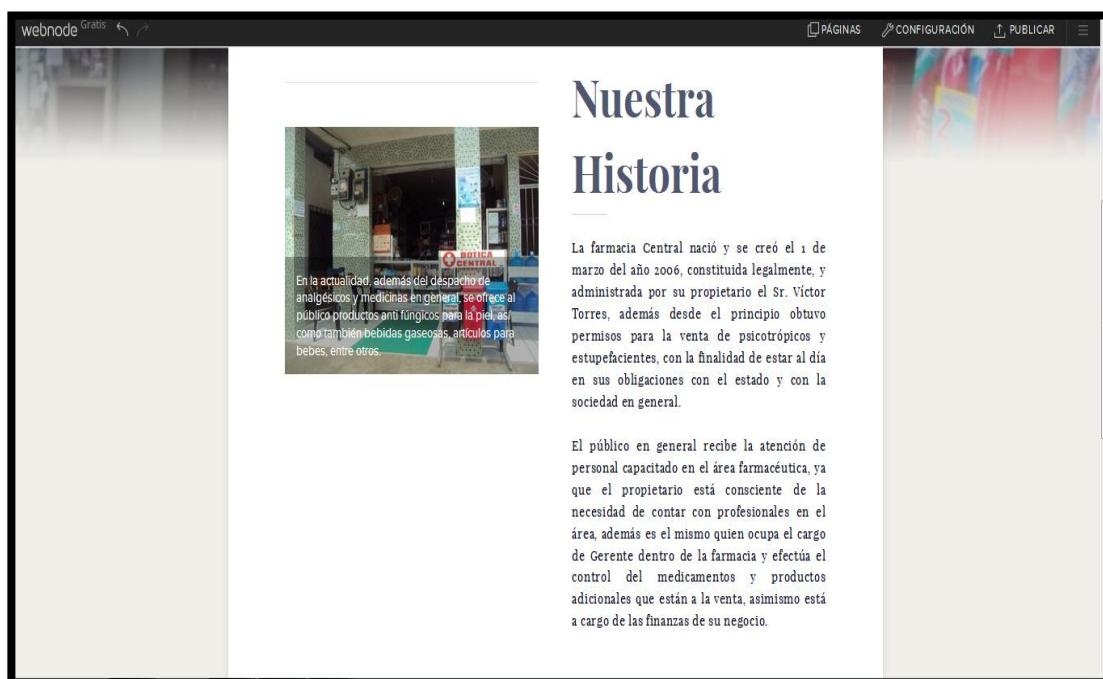 webnode Gratis
PÁGINAS CONFIGURACIÓN PUBLICAR
BOTICA
CENTRAL
En la actualidad, además del despacho de
analgésicos y medicinas en general, se ofrece al
público productos anti fúngicos para la piel, así
como también bebidas gaseosas, artículos para
bebes, entre otros.
Nuestra
Historia
La farmacia Central nació y se creó el 1 de
marzo del año 2006, constituida legalmente, y
administrada por su propietario el Sr. Víctor
Torres, además desde el principio obtuvo
permisos para la venta de psicotrópicos y
estupefacientes, con la finalidad de estar al día
en sus obligaciones con el estado y con la
sociedad en general.
El público en general recibe la atención de
personal capacitado en el área farmacéutica, ya
que el propietario está consciente de la
necesidad de contar con profesionales en el
área, además es el mismo quien ocupa el cargo
de Gerente dentro de la farmacia y efectúa el
control del medicamentos y productos
adicionales que están a la venta, asimismo está
a cargo de las finanzas de su negocio.